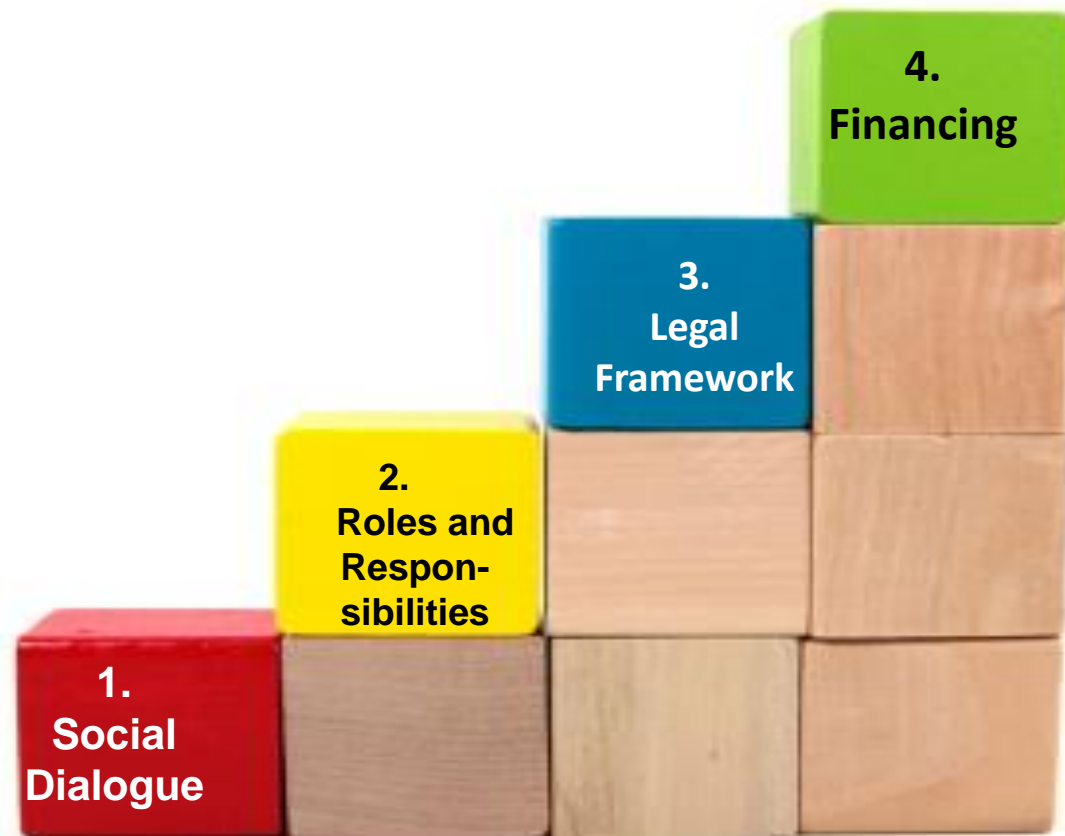 1.
Social
Dialogue
2.
Roles and
Respon-
sibilities
3.
Legal
Framework
4.
Financing